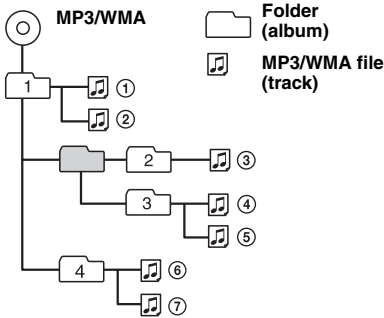 MP3/WMA
Folder
(album)
MP3/WMA file
(track)
1
①
②
2
③
3
④
⑤
4
⑥
⑦